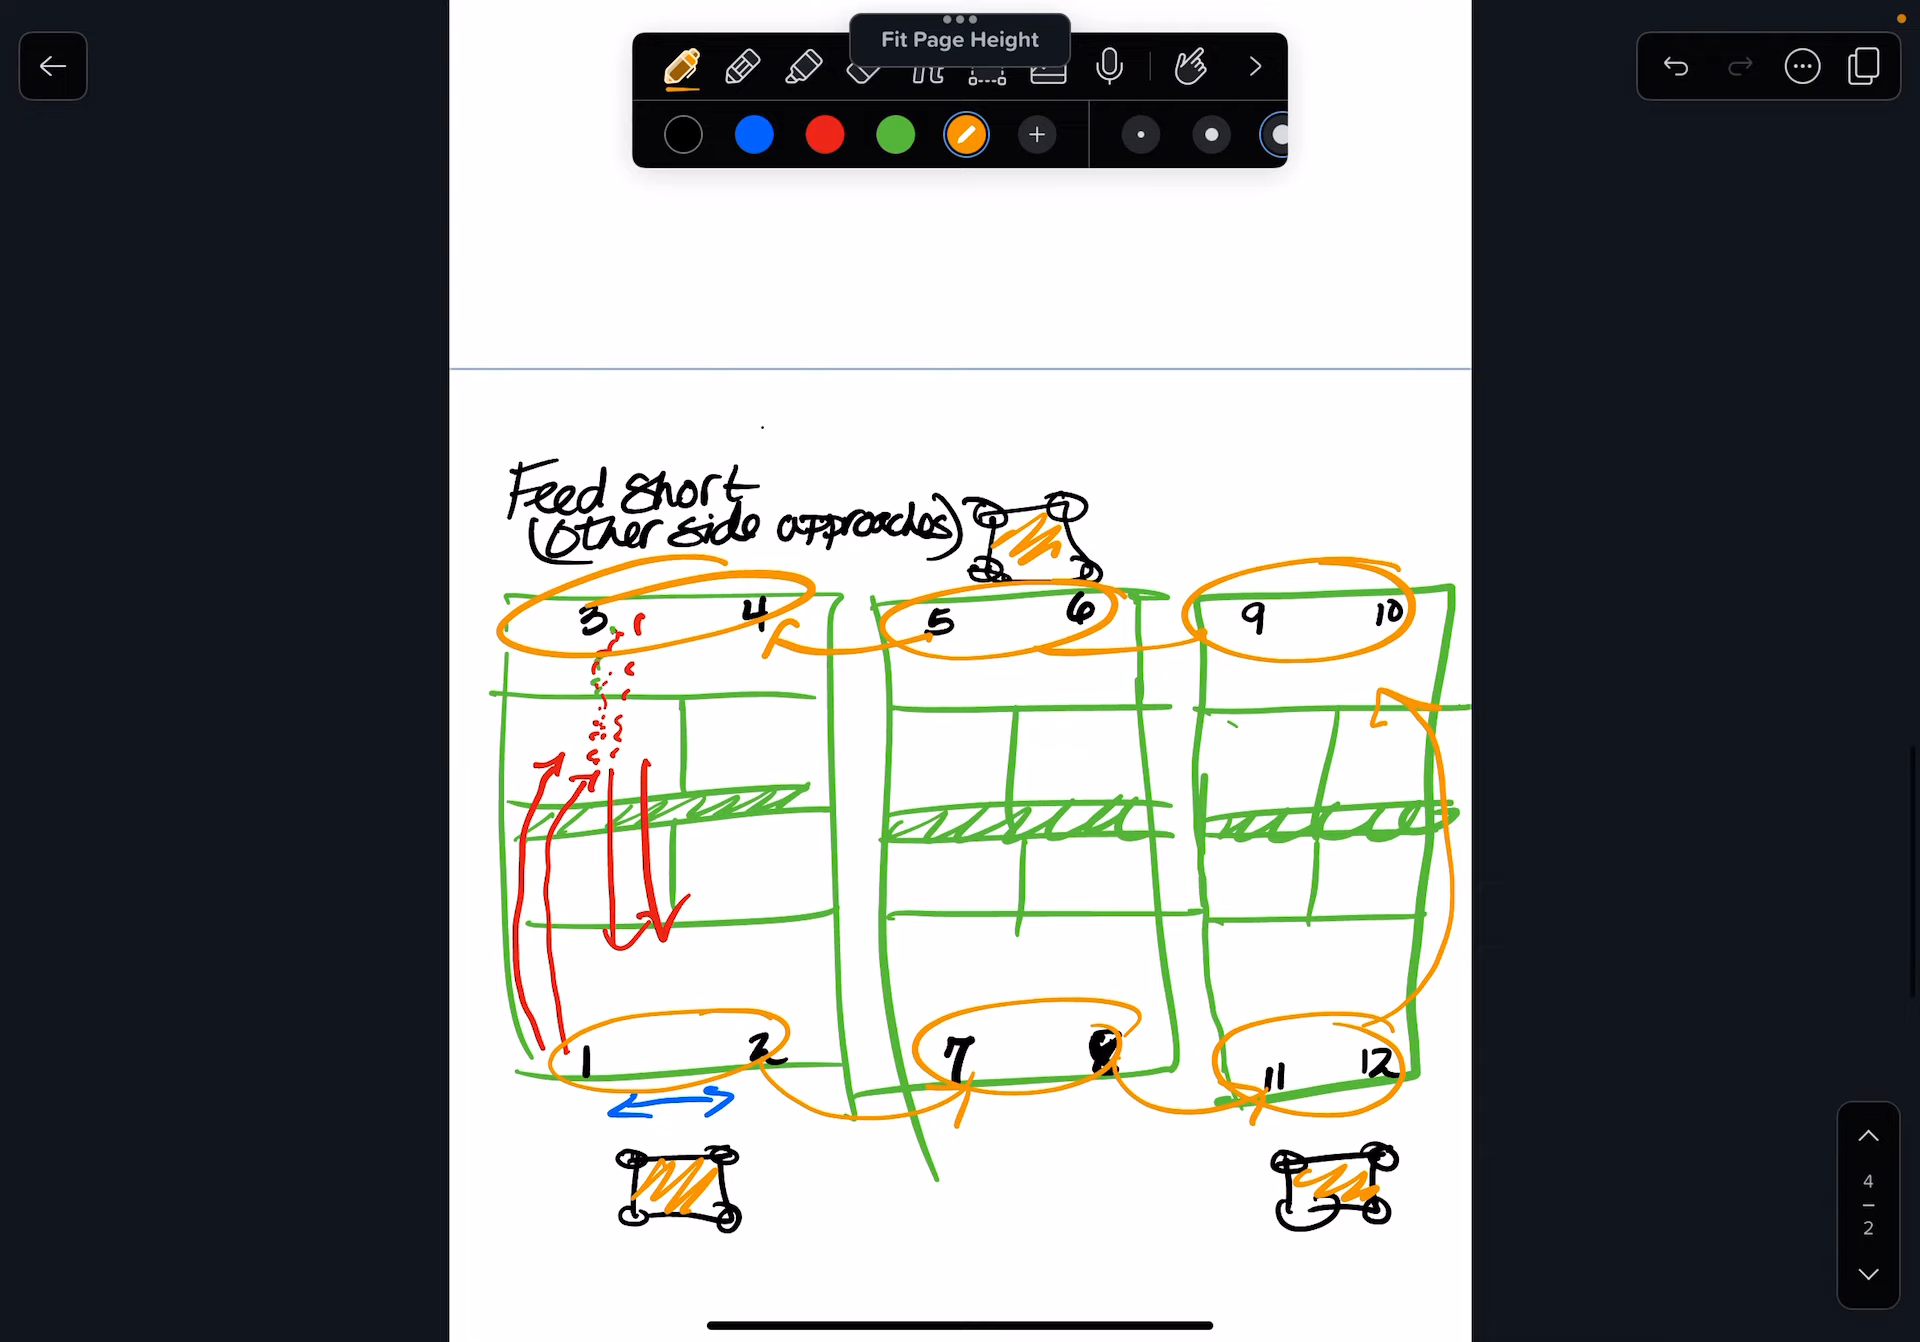 Fit Page Height
Feed Short
(other side approaches)
3 4 5 6 9 10
1 2 7 8 11 12
4
2